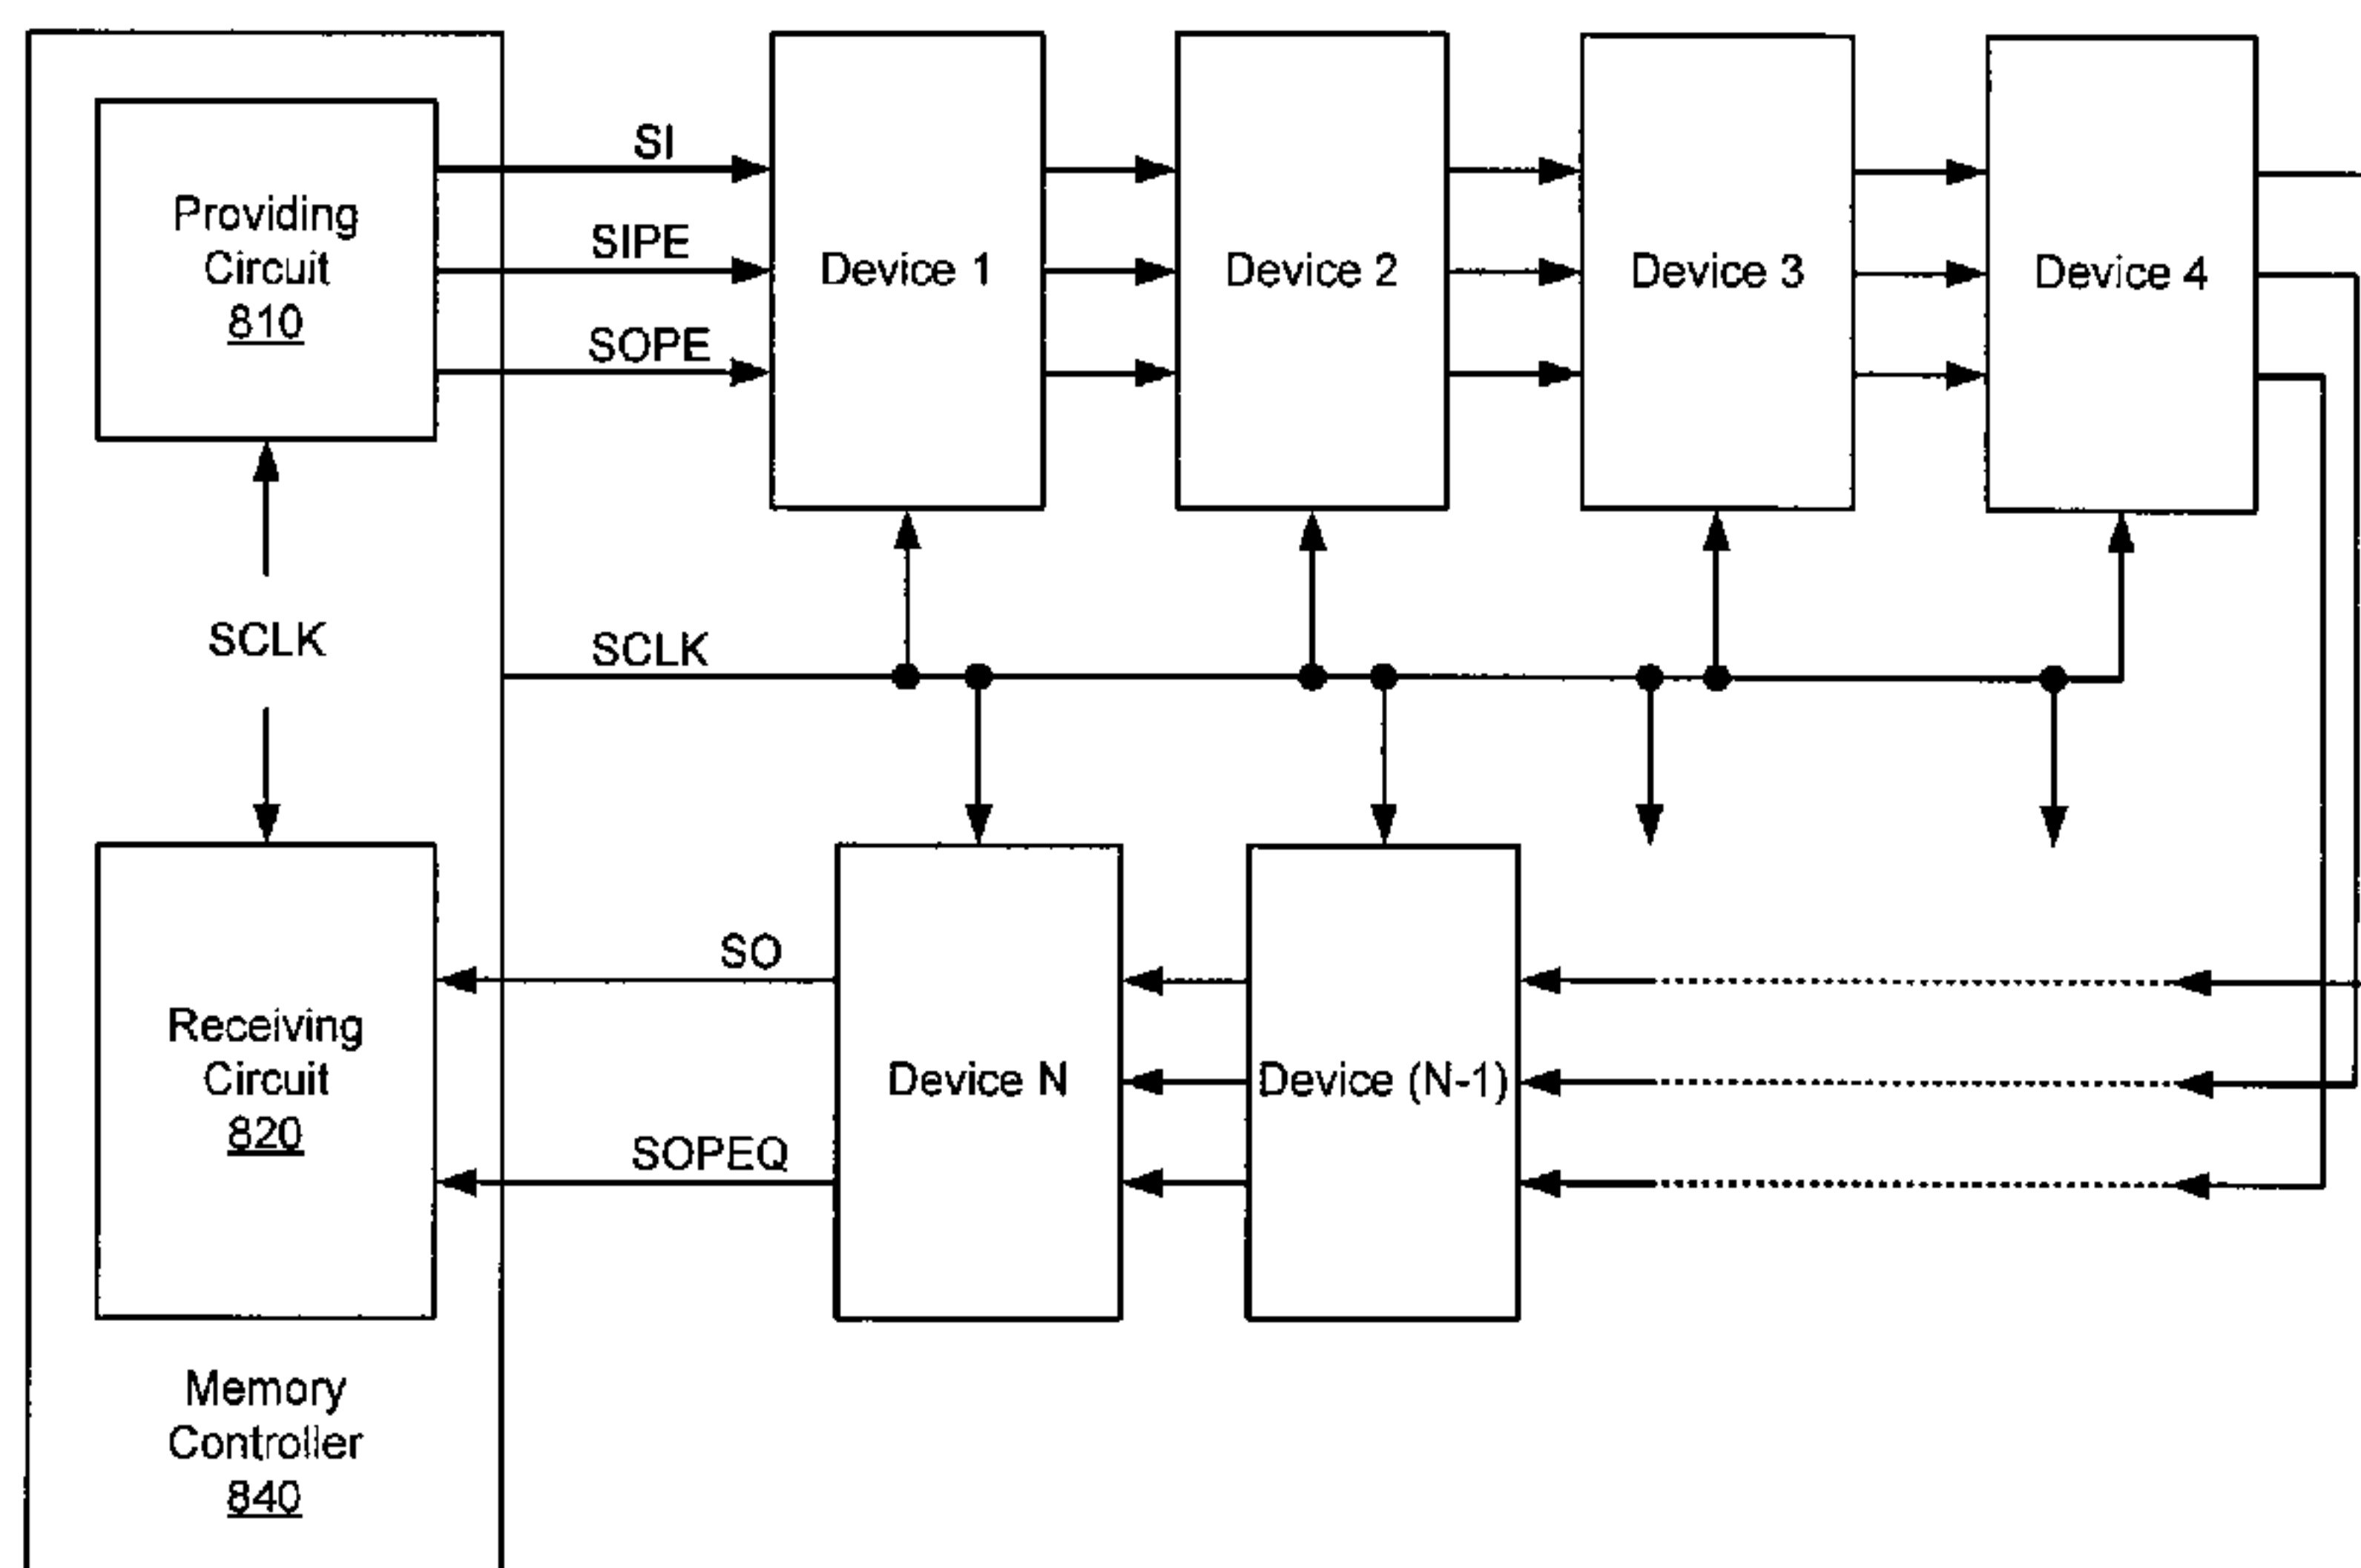 SI
SIPE
SOPE
Providing
Circuit
810
Device 1
Device 2
Device 3
Device 4
SCLK
SCLK
SO
SOPEQ
Receiving
Circuit
820
Device N
Device (N-1)
Memory
Controller
840